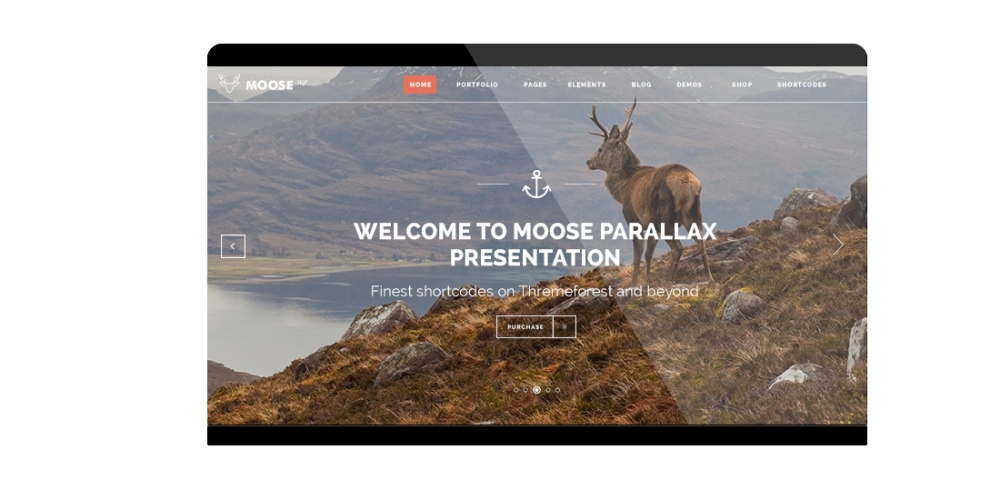 MOOSE
HOME PORTFOLIO PAGES ELEMENTS BLOG DEMOS SHOP SHORTCODES
WELCOME TO MOOSE PARALLAX
PRESENTATION
Finest shortcodes on Thremeforest and beyond
PURCHASE